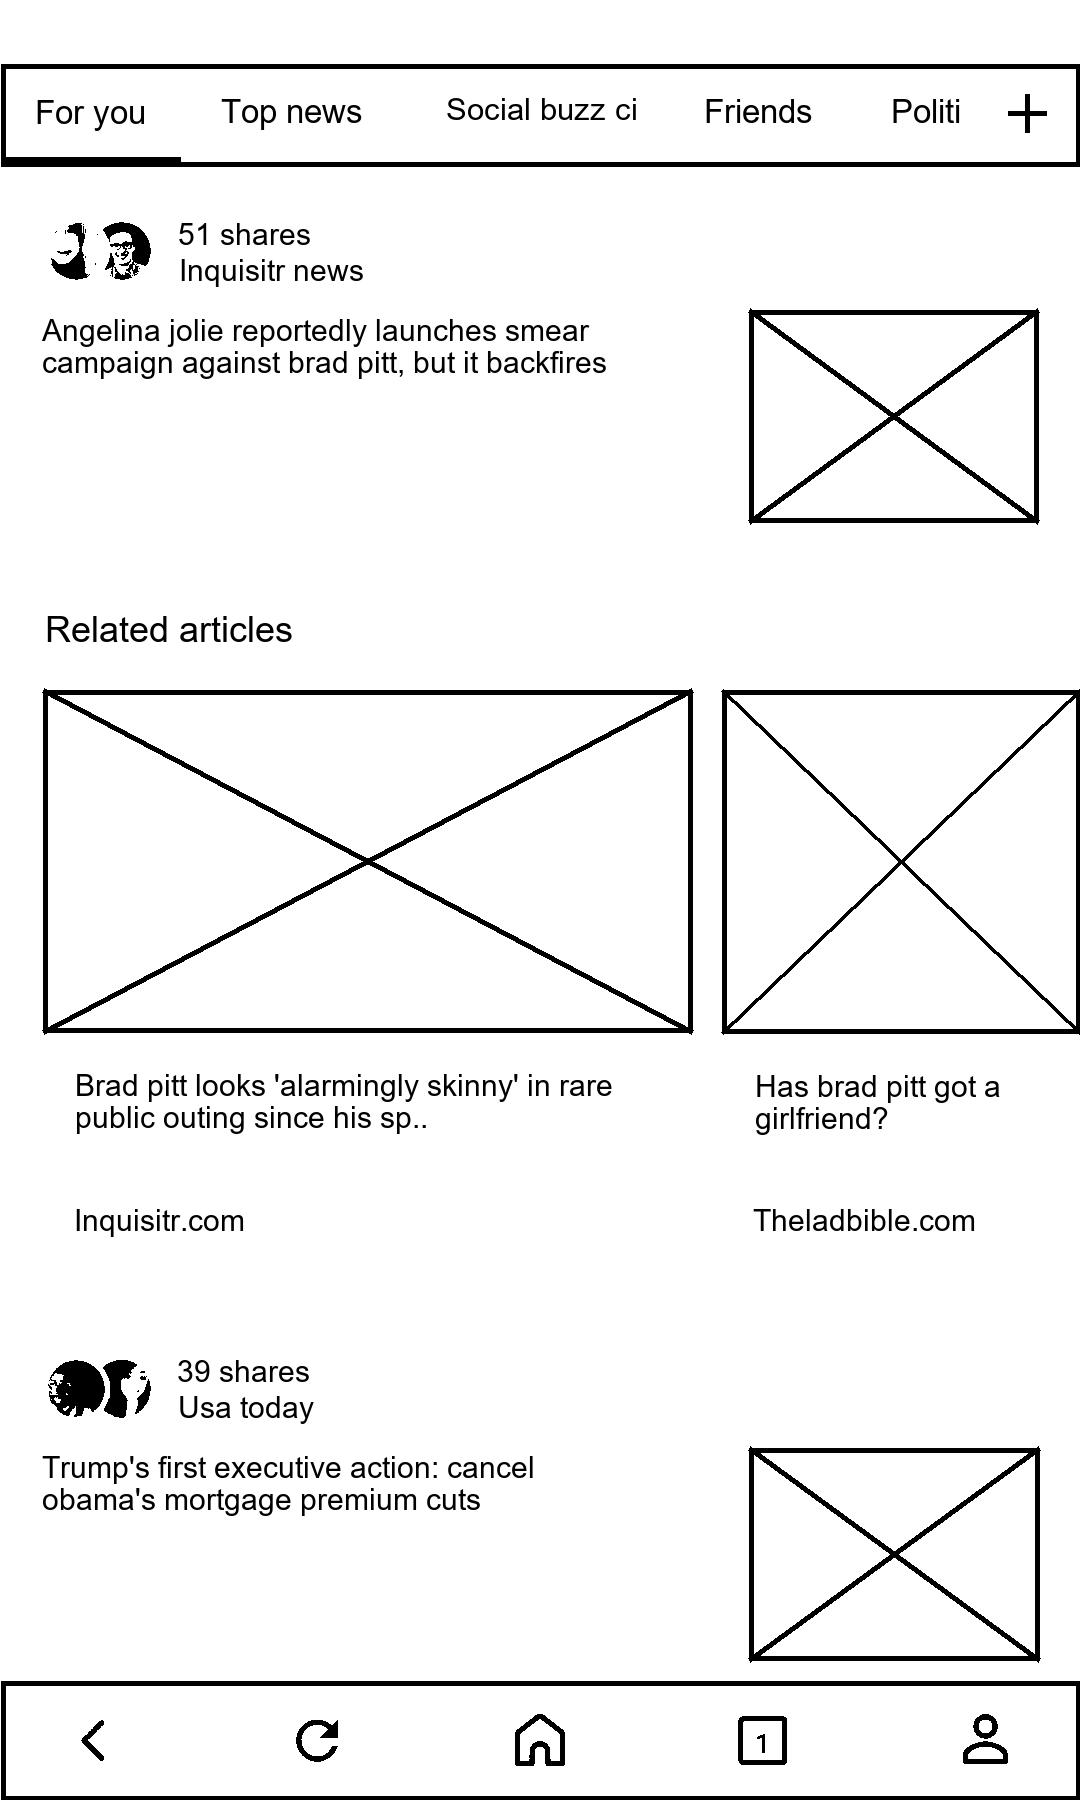 For you Top news Social buzz ci Friends Politi
51 shares
Inquisitr news
Angelina jolie reportedly launches smear
campaign against brad pitt, but it backfires
Related articles
Brad pitt looks 'alarmingly skinny' in rare
public outing since his sp..
Inquisitr.com
Has brad pitt got a
girlfriend?
Theladbible.com
39 shares
Usa today
Trump's first executive action: cancel
obama's mortgage premium cuts
1